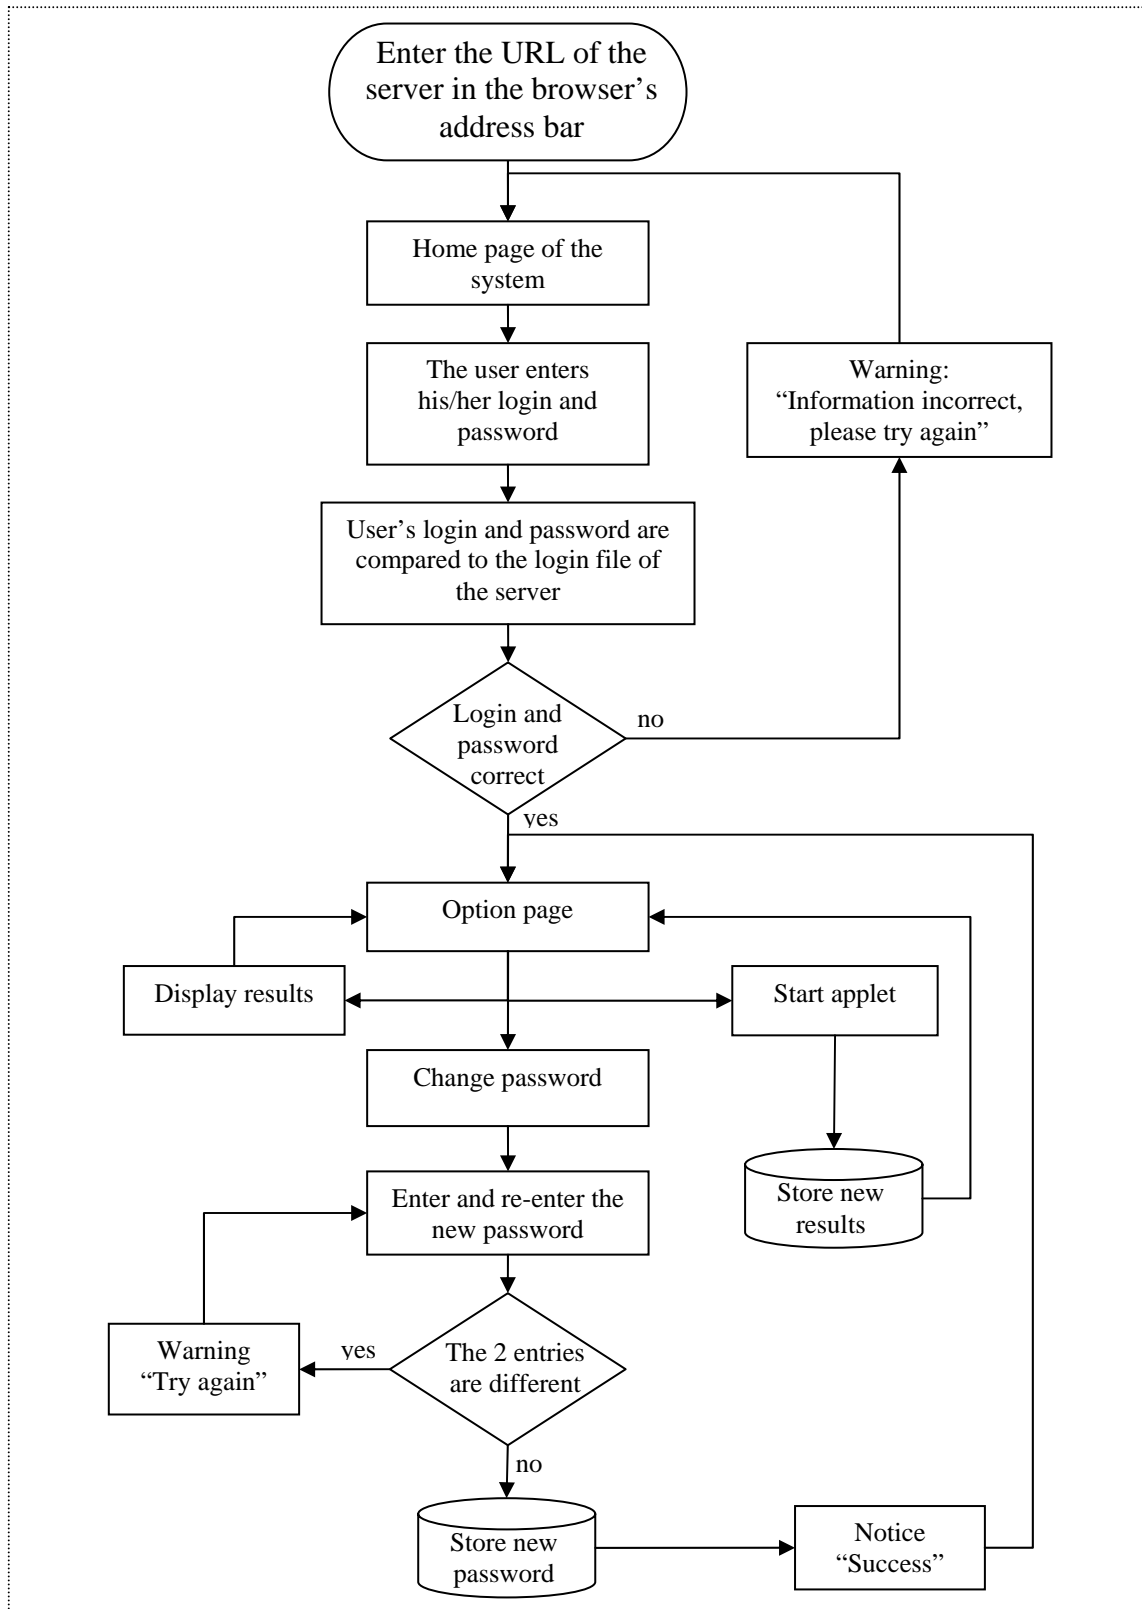 Enter the URL of the
server in the browser’s
address bar
Home page of the
system
The user enters
his/her login and
password
Warning:
“Information incorrect,
please try again”
User’s login and password are
compared to the login file of
the server
Login and
password
correct
no
yes
Option page
Display results
Start applet
Change password
Store new
results
Enter and re-enter the
new password
Warning
“Try again”
yes
The 2 entries
are different
no
Store new
password
Notice
“Success”